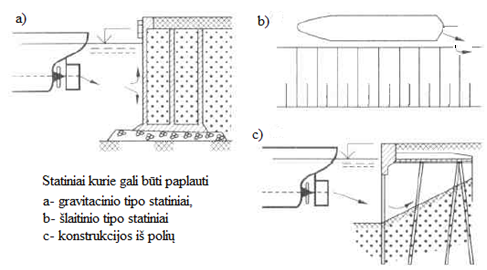 a)
b)
c)
Statiniai kurie gali būti paplauti
a- gravitacinio tipo statiniai,
b- šlaitinio tipo statiniai
c- konstrukcijos iš polių